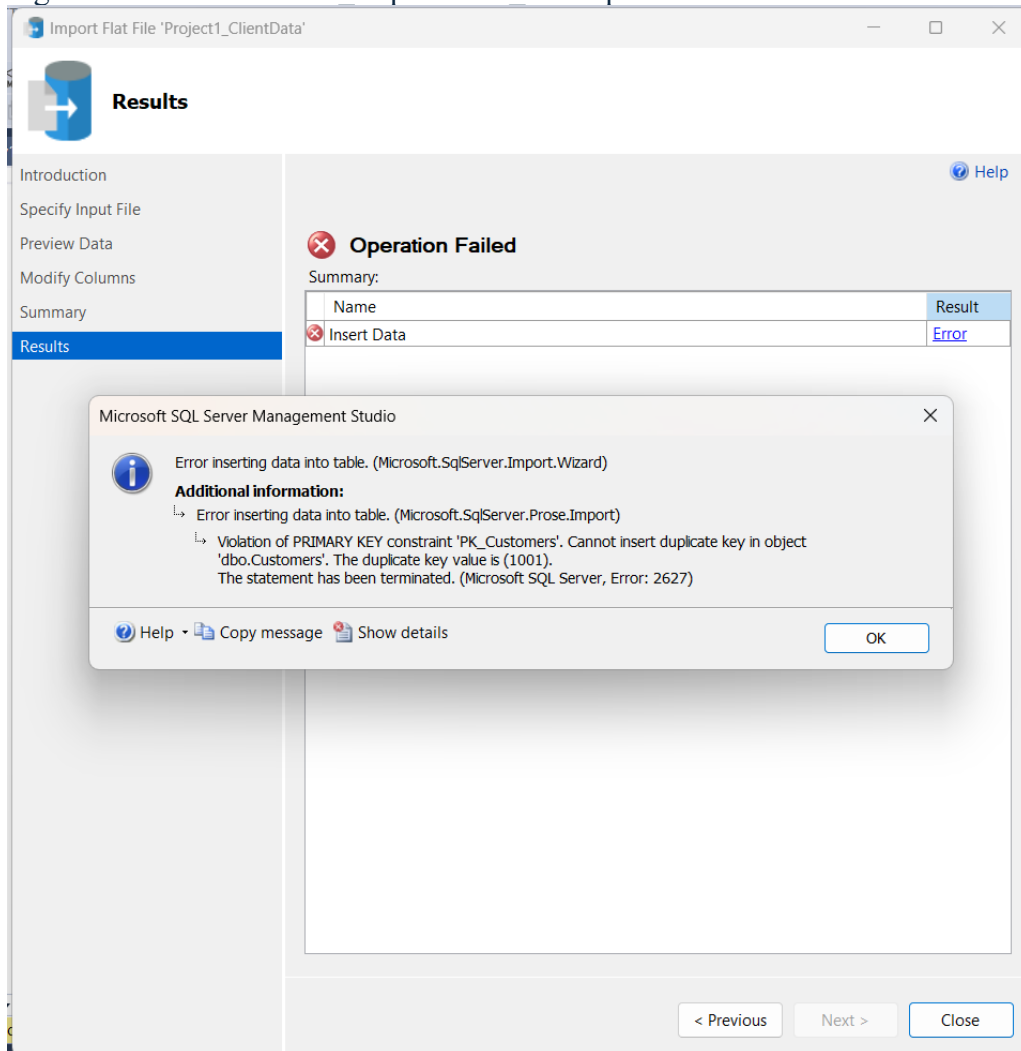 Import Flat File 'Project1_ClientData'
Results
Introduction
Help
Specify Input File
Preview Data
Operation Failed
Modify Columns
Summary:
Summary
Name Result
Insert Data Error
Results
Microsoft SQL Server Management Studio
Error inserting data into table. (Microsoft.SqlServer.Import.Wizard)
Additional information:
Error inserting data into table. (Microsoft.SqlServer.Prose.Import)
Violation of PRIMARY KEY constraint 'PK_Customers'. Cannot insert duplicate key in object
'dbo.Customers'. The duplicate key value is (1001).
The statement has been terminated. (Microsoft SQL Server, Error: 2627)
Help Copy message Show details
OK
< Previous Next > Close